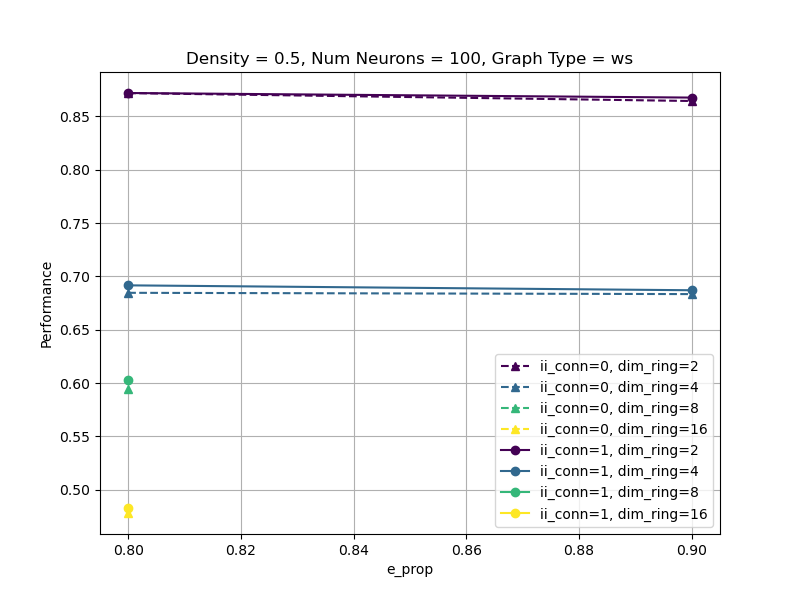 Density = 0.5, Num Neurons = 100, Graph Type = ws
Performance
0.85
0.80
0.75
0.70
0.65
0.60
0.55
0.50
ii_conn=0, dim_ring=2
ii_conn=0, dim_ring=4
ii_conn=0, dim_ring=8
ii_conn=0, dim_ring=16
ii_conn=1, dim_ring=2
ii_conn=1, dim_ring=4
ii_conn=1, dim_ring=8
ii_conn=1, dim_ring=16
0.80 0.82 0.84 0.86 0.88 0.90
e_prop